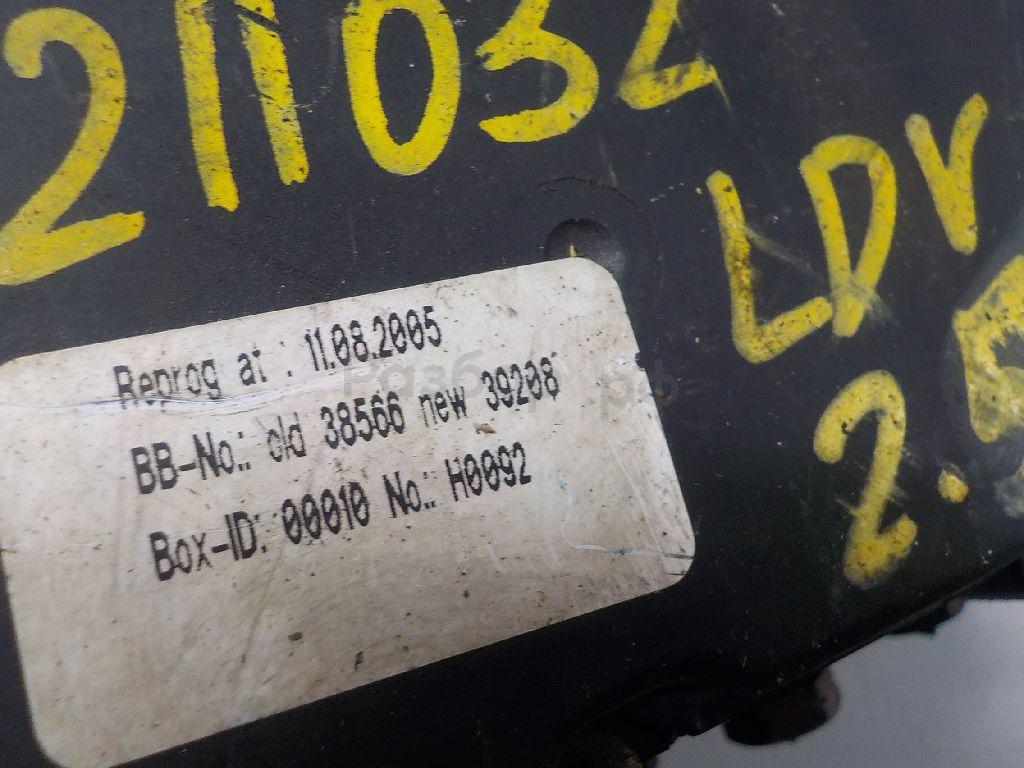 211032
LDV
2.5
Reprog at : 11.08.2005
BB-No.: old 38566 new 39208
Box-ID: 00010 No.: H0092